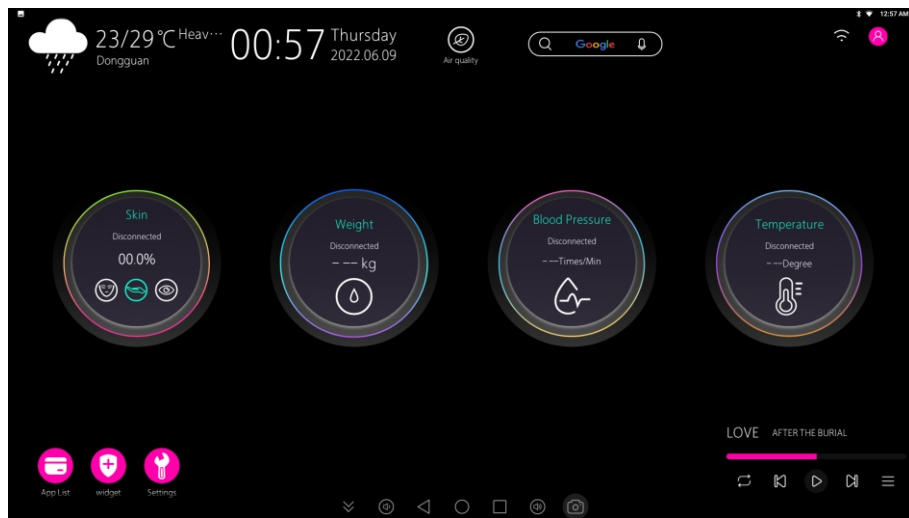 12:57 AM
23/29℃ Heav···
Dongguan
00:57
Thursday
2022.06.09
Air quality
Google
Skin
Disconnected
00.0%
Weight
Disconnected
– –– kg
Blood Pressure
Disconnected
– ––Times/Min
Temperature
Disconnected
– ––Degree
LOVE AFTER THE BURIAL
App List
widget
Settings